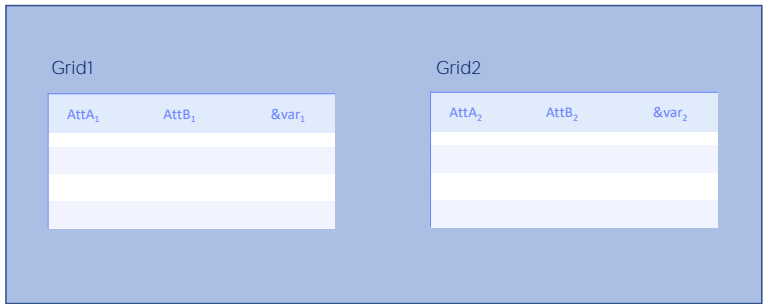 Grid1
AttA₁ AttB₁ &var₁
Grid2
AttA₂ AttB₂ &var₂